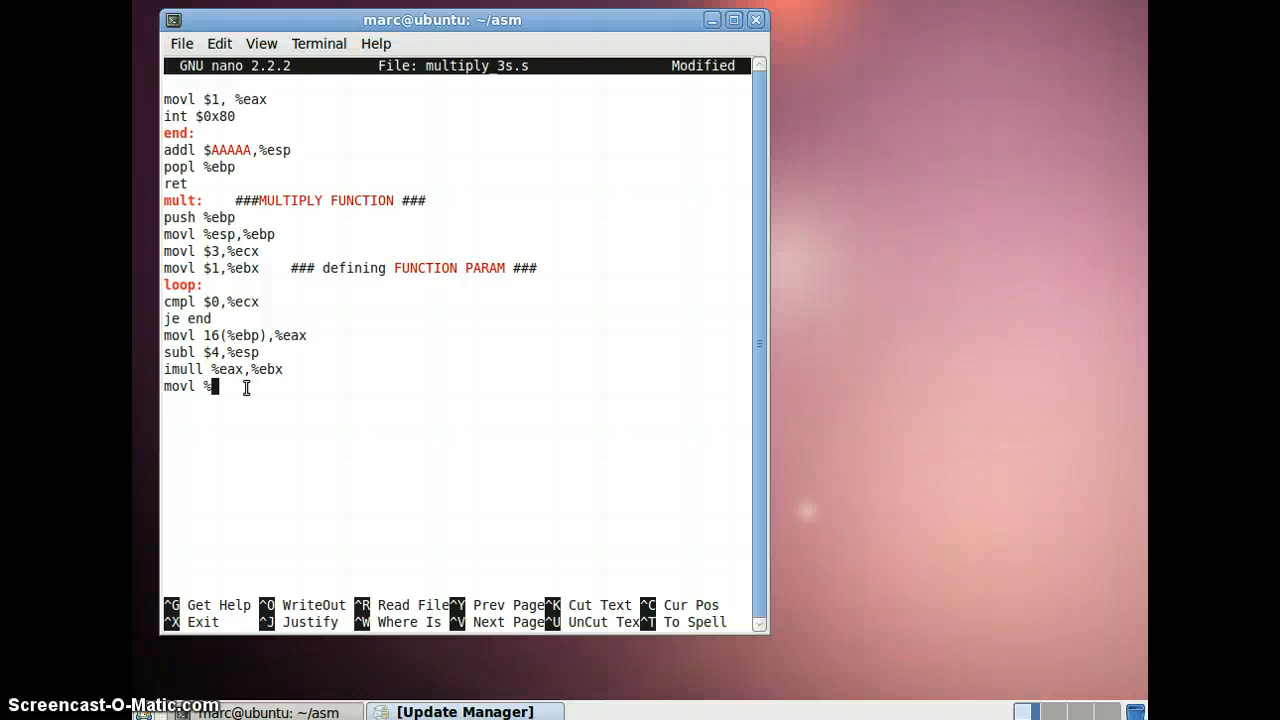 marc@ubuntu: ~/asm
File Edit View Terminal Help
GNU nano 2.2.2 File: multiply_3s.s Modified
movl $1, %eax
int $0x80
end:
addl $AAAAA,%esp
popl %ebp
ret
mult: ###MULTIPLY FUNCTION ###
push %ebp
movl %esp,%ebp
movl $3,%ecx
movl $1,%ebx ### defining FUNCTION PARAM ###
loop:
cmpl $0,%ecx
je end
movl 16(%ebp),%eax
subl $4,%esp
imull %eax,%ebx
movl %
^G Get Help ^O WriteOut ^R Read File ^Y Prev Page ^K Cut Text ^C Cur Pos
^X Exit ^J Justify ^W Where Is ^V Next Page ^U UnCut Tex ^T To Spell
Screencast-O-Matic.com
marc@ubuntu: ~/asm [Update Manager]